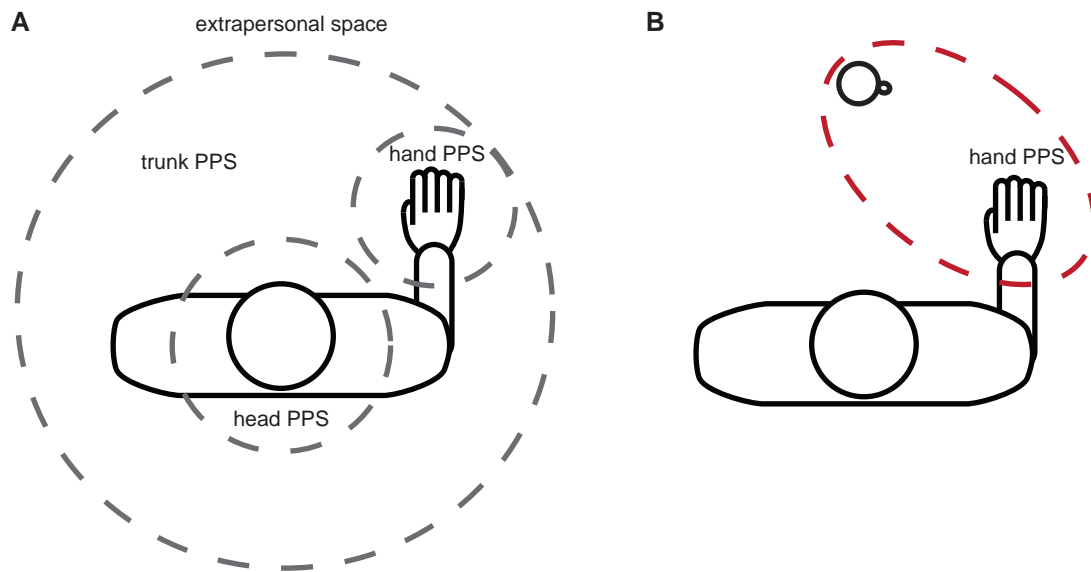 A
extrapersonal space
trunk PPS
hand PPS
head PPS
B
hand PPS